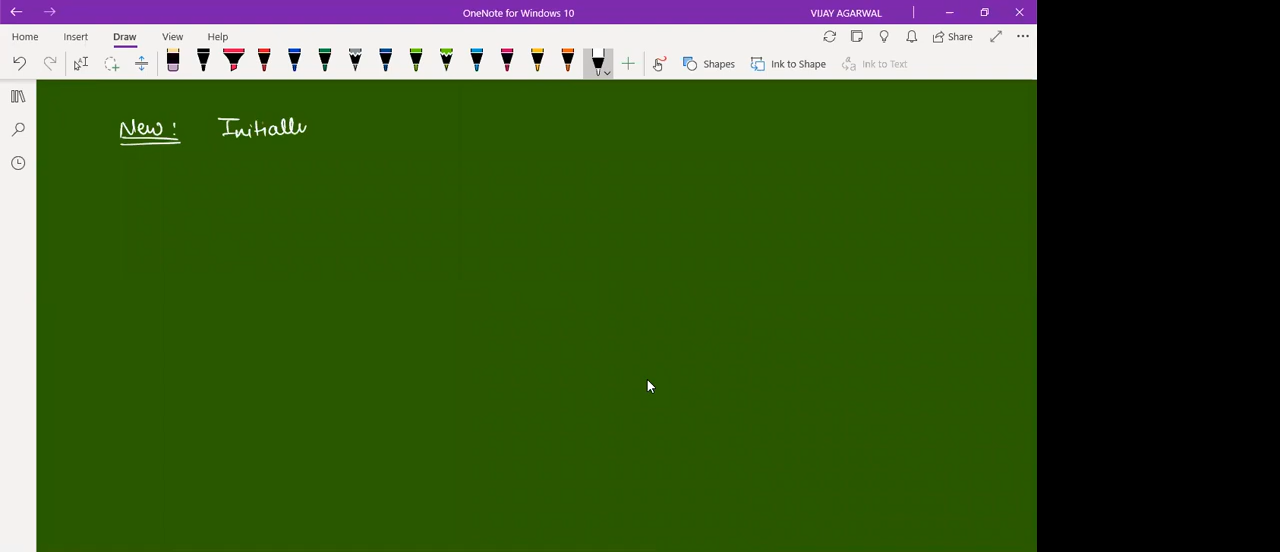 OneNote for Windows 10
VIJAY AGARWAL
Home Insert Draw View Help
Share
Shapes Ink to Shape Ink to Text
New: Initially